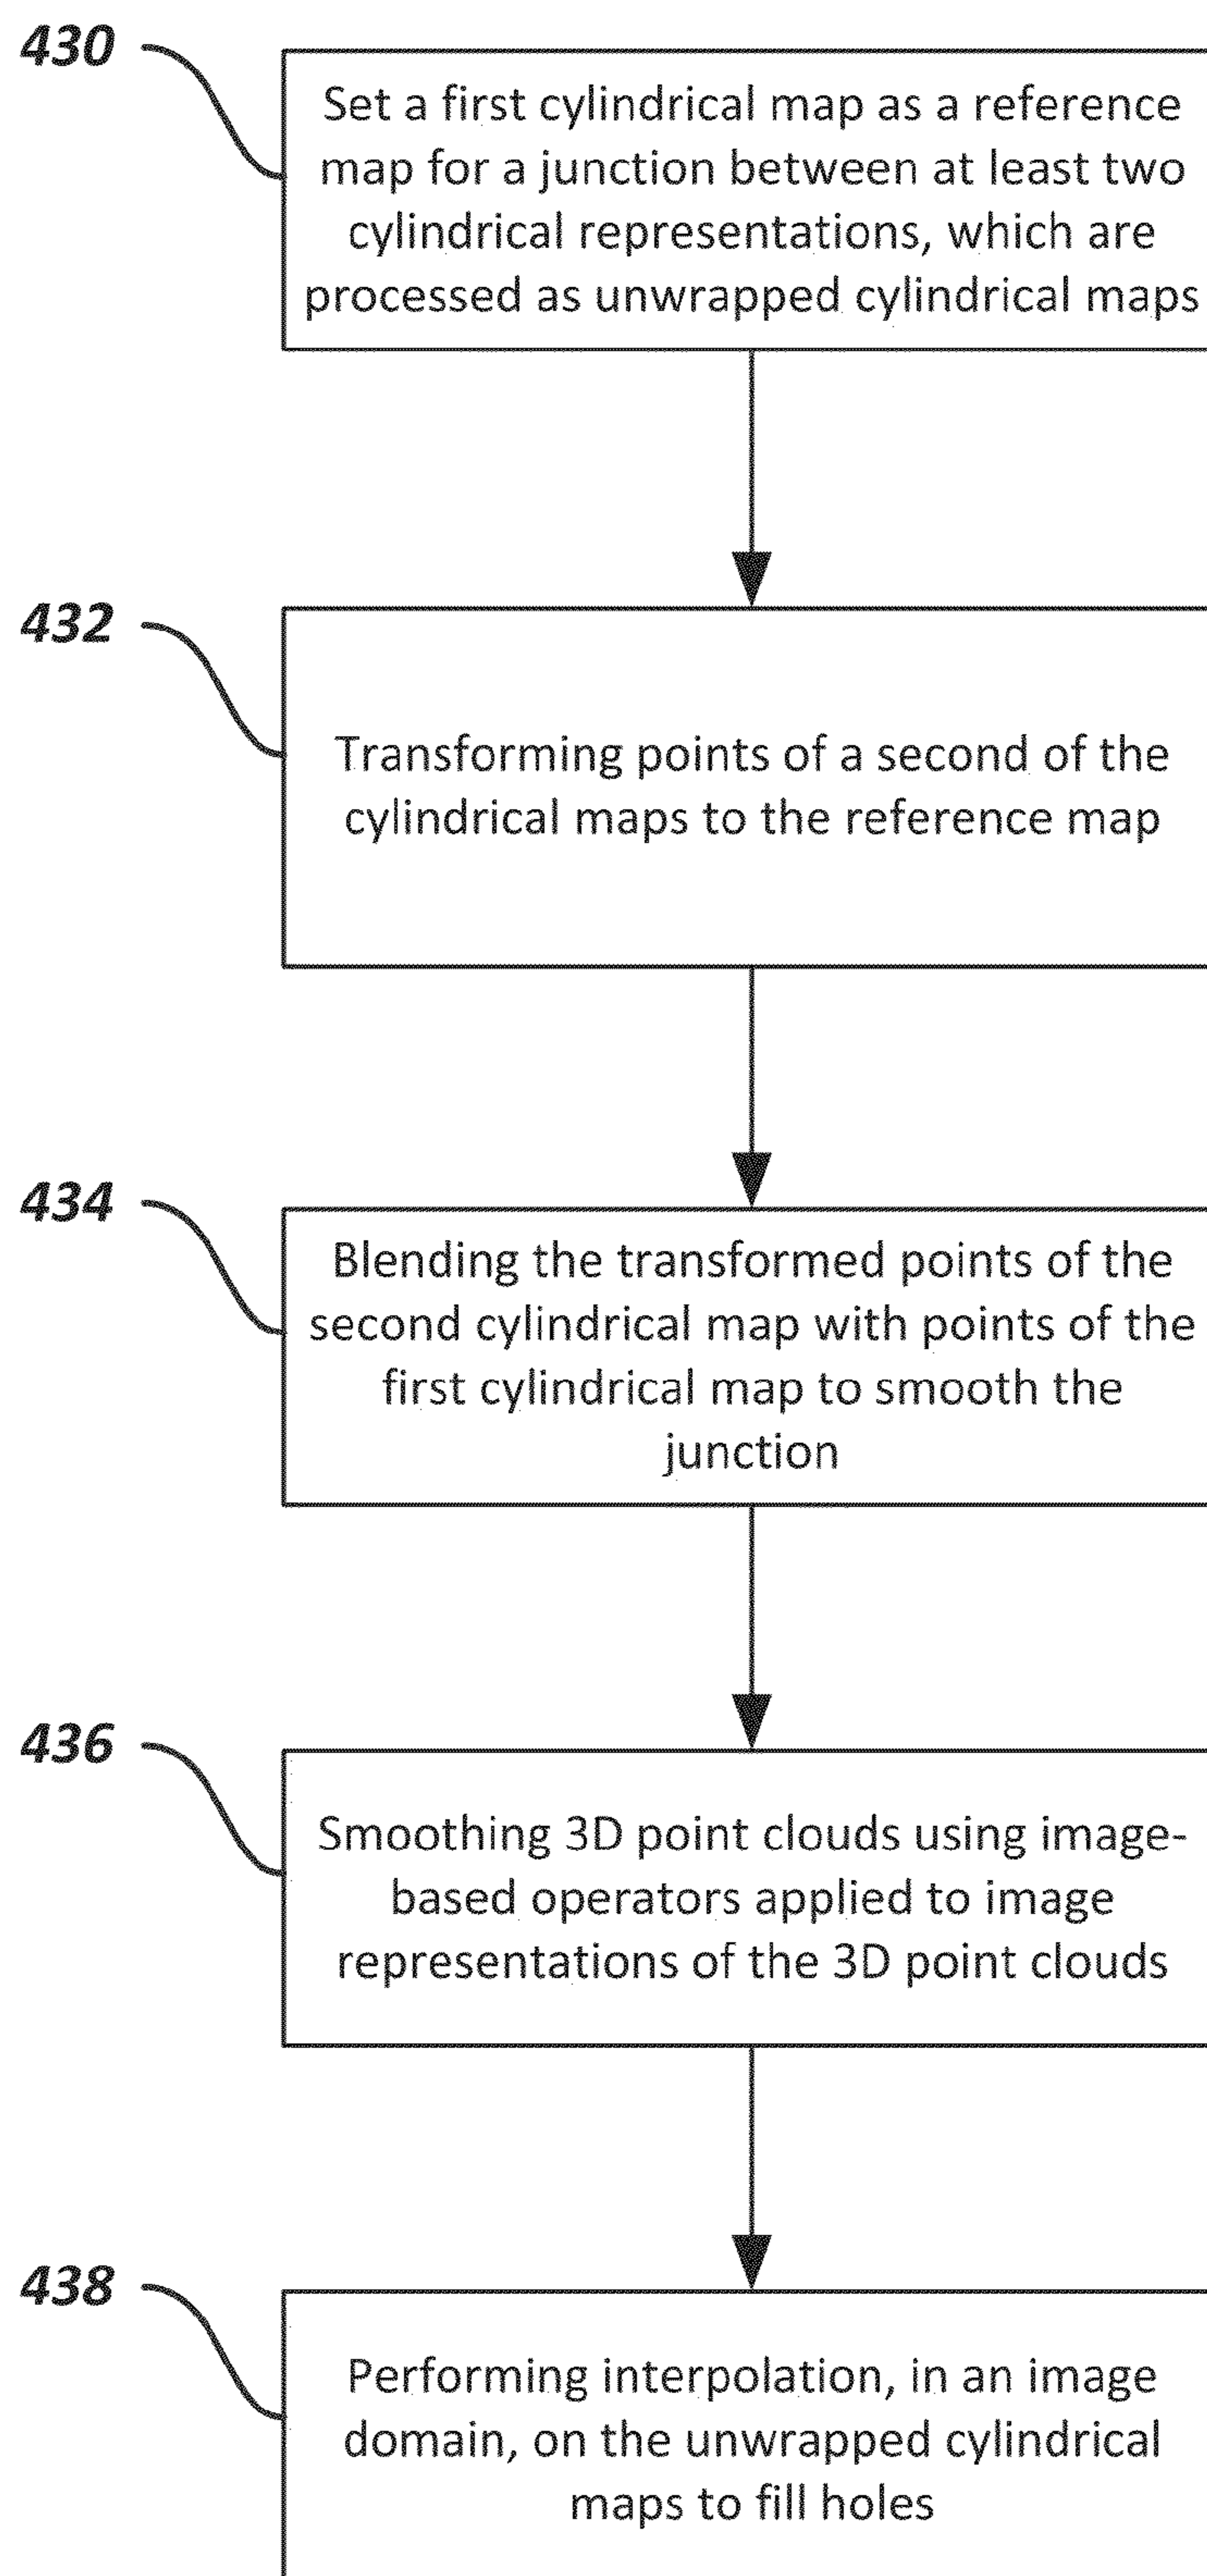 430
Set a first cylindrical map as a reference
map for a junction between at least two
cylindrical representations, which are
processed as unwrapped cylindrical maps
432
Transforming points of a second of the
cylindrical maps to the reference map
434
Blending the transformed points of the
second cylindrical map with points of the
first cylindrical map to smooth the
junction
436
Smoothing 3D point clouds using image-
based operators applied to image
representations of the 3D point clouds
438
Performing interpolation, in an image
domain, on the unwrapped cylindrical
maps to fill holes